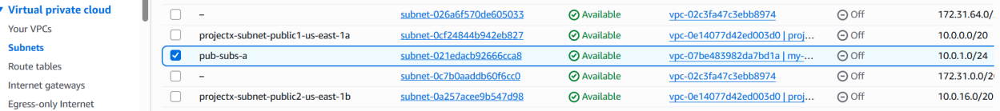 Virtual private cloud
Your VPCs
Subnets
Route tables
Internet gateways
Egress-only Internet
– subnet-026a6f570de605033 Available vpc-02c3fa47c3ebb8974 Off 172.31.64.0/
projectx-subnet-public1-us-east-1a subnet-0cf24844b942eb827 Available vpc-0e14077d42ed003d0 | proj... Off 10.0.0.0/20
pub-subs-a subnet-021edacb92666cca8 Available vpc-07be483982da7bd1a | my-... Off 10.0.1.0/24
– subnet-0c7b0aaddb60f6cc0 Available vpc-02c3fa47c3ebb8974 Off 172.31.0.0/2
projectx-subnet-public2-us-east-1b subnet-0a257acee9b547d98 Available vpc-0e14077d42ed003d0 | proj... Off 10.0.16.0/20